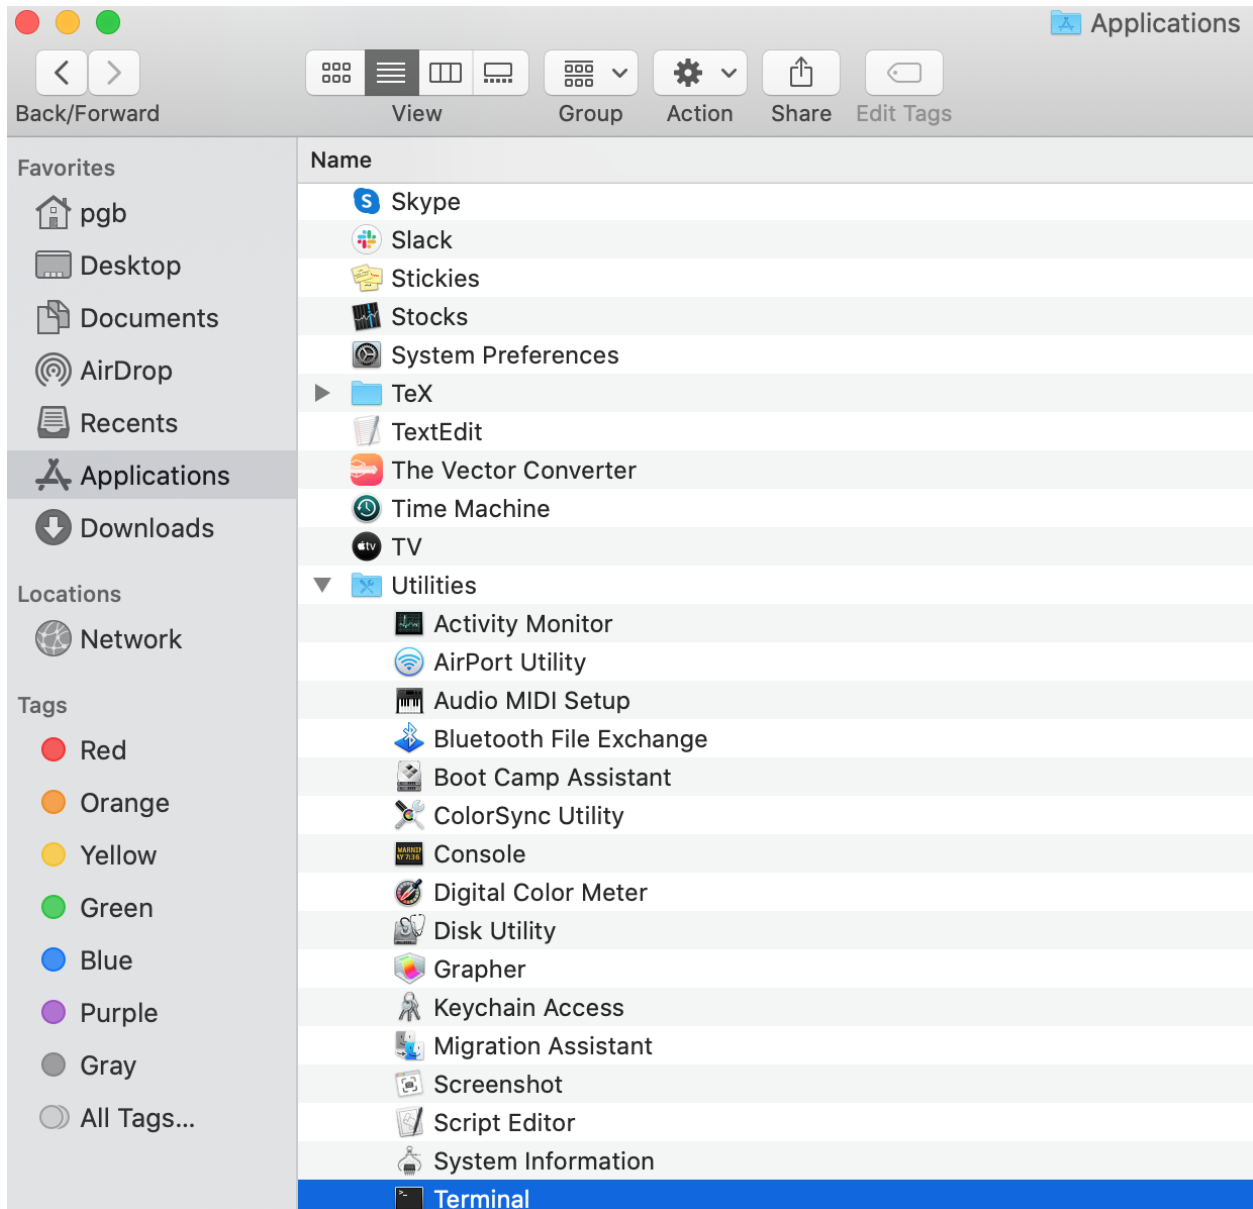 Applications
Back/Forward
View
Group
Action
Share
Edit Tags
Favorites
pgb
Desktop
Documents
AirDrop
Recents
Applications
Downloads
Locations
Network
Tags
Red
Orange
Yellow
Green
Blue
Purple
Gray
All Tags...
Name
Skype
Slack
Stickies
Stocks
System Preferences
TeX
TextEdit
The Vector Converter
Time Machine
TV
Utilities
Activity Monitor
AirPort Utility
Audio MIDI Setup
Bluetooth File Exchange
Boot Camp Assistant
ColorSync Utility
Console
Digital Color Meter
Disk Utility
Grapher
Keychain Access
Migration Assistant
Screenshot
Script Editor
System Information
Terminal